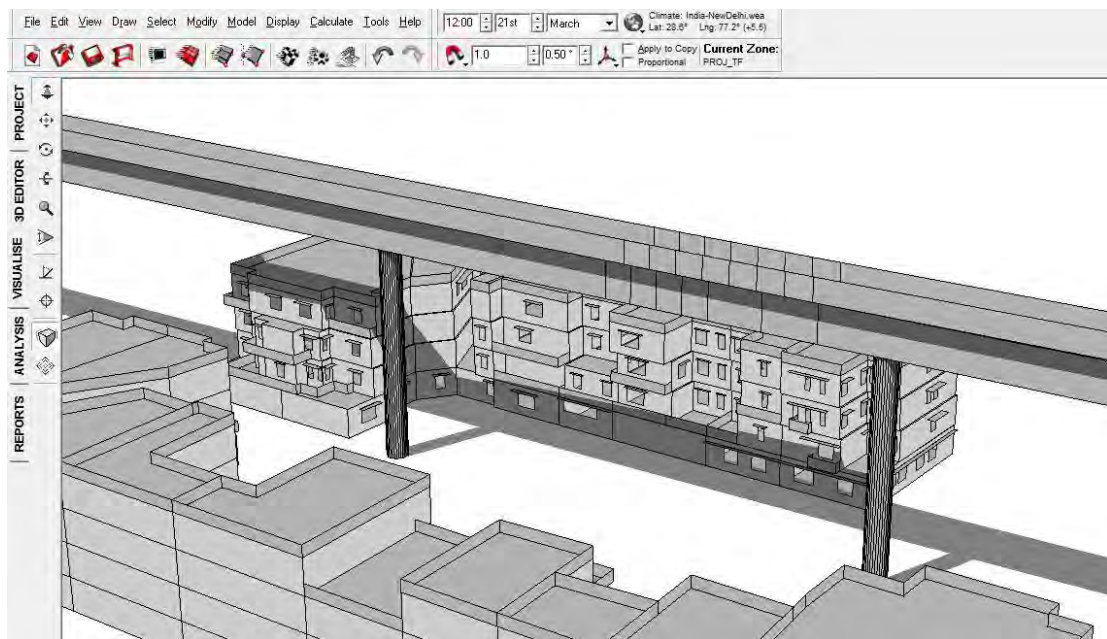 File Edit View Draw Select Modify Model Display Calculate Tools Help
12:00 21st March
Climate: India-NewDelhi.wea
Lat: 28.6° Lng: 77.2° (+5.5)
1.0 0.50 °
Apply to Copy
Proportional
Current Zone:
PROJ_TF
PROJECT
3D EDITOR
VISUALISE
ANALYSIS
REPORTS